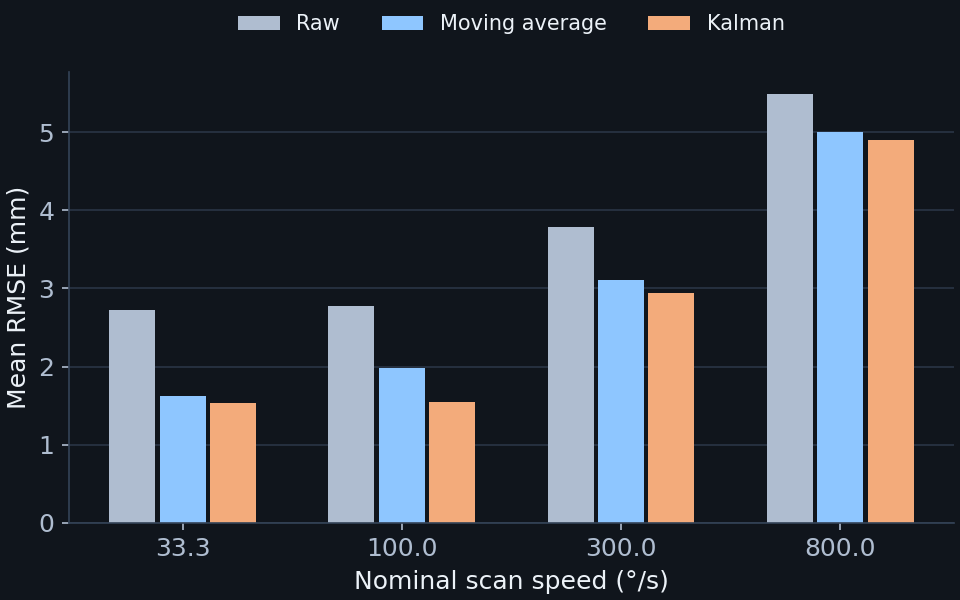 Raw Moving average Kalman
Mean RMSE (mm)
5
4
3
2
1
0
33.3 100.0 300.0 800.0
Nominal scan speed (°/s)